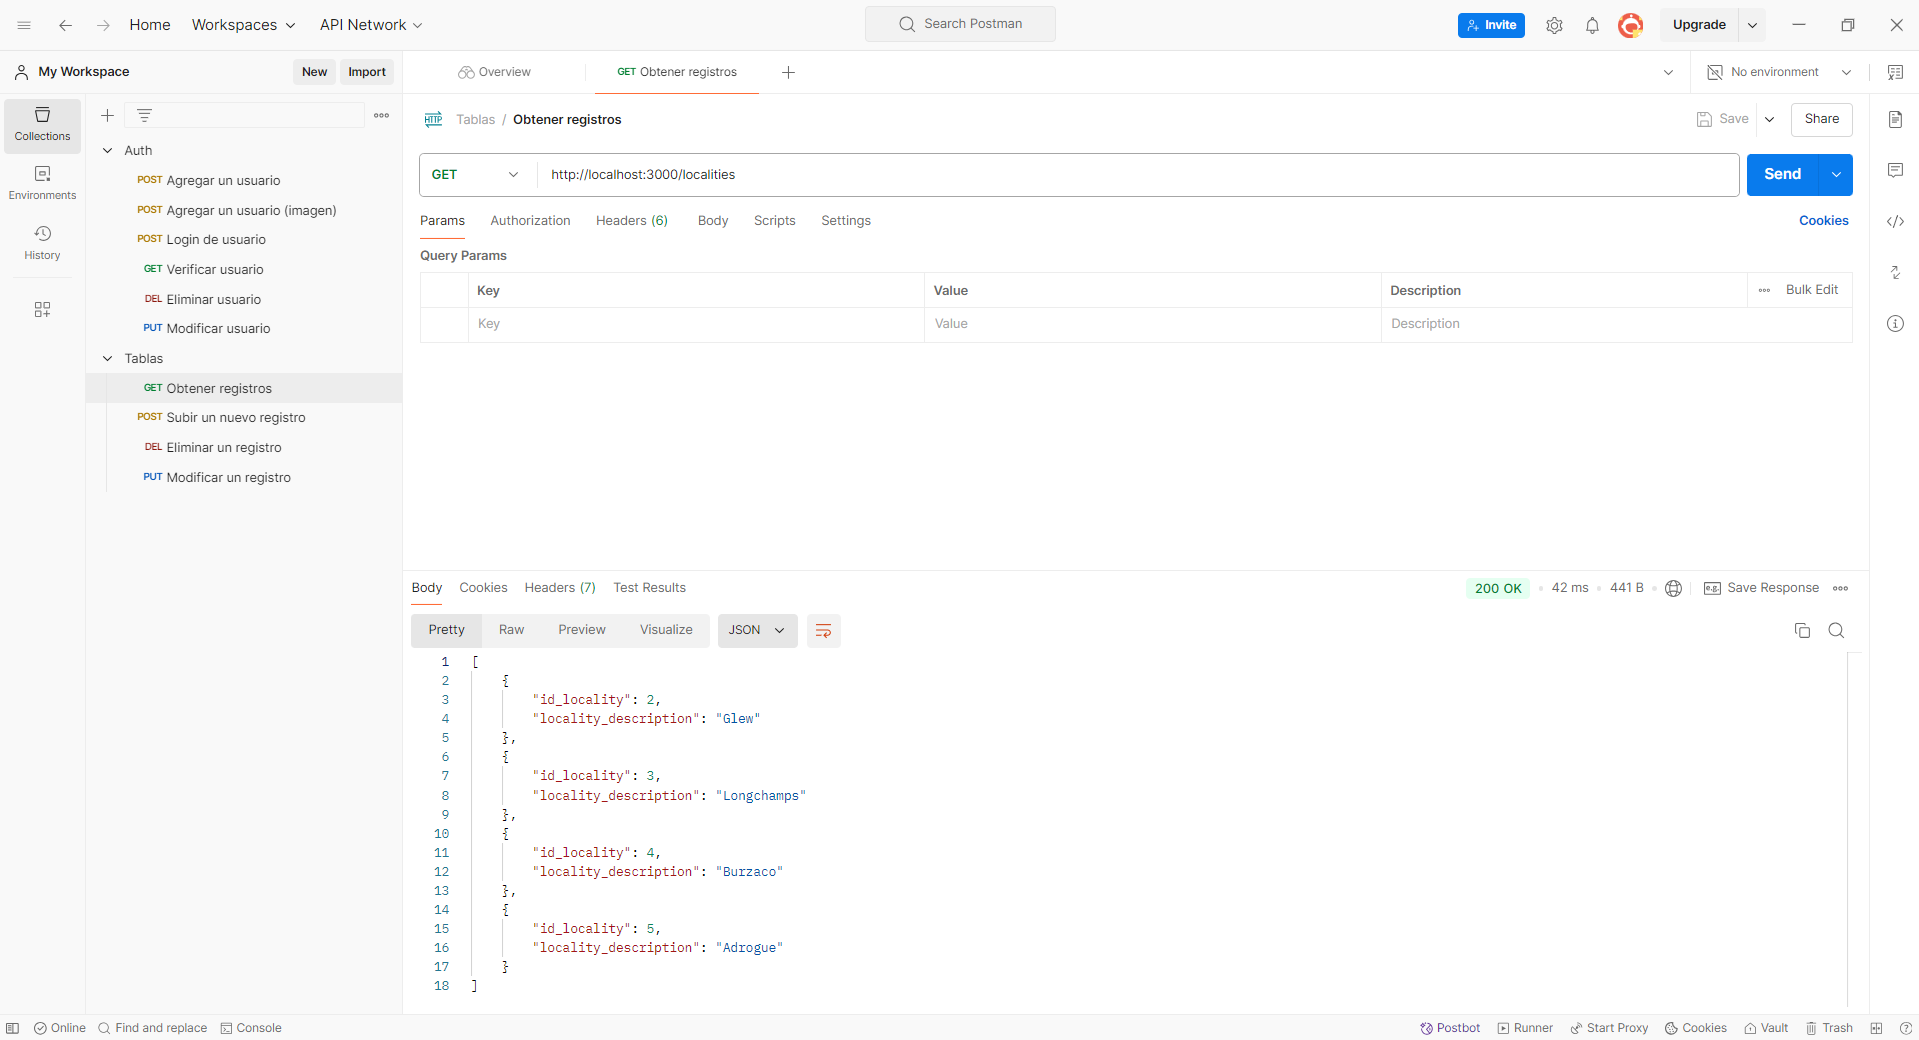 Home Workspaces API Network Search Postman Invite Upgrade
My Workspace New Import Overview GET Obtener registros No environment
Collections
Environments
History
Auth
POST Agregar un usuario
POST Agregar un usuario (imagen)
POST Login de usuario
GET Verificar usuario
DEL Eliminar usuario
PUT Modificar usuario
Tablas
GET Obtener registros
POST Subir un nuevo registro
DEL Eliminar un registro
PUT Modificar un registro
HTTP Tablas / Obtener registros Save Share
GET http://localhost:3000/localities Send
Params Authorization Headers (6) Body Scripts Settings Cookies
Query Params
Key Value Description Bulk Edit
Key Value Description
Body Cookies Headers (7) Test Results 200 OK 42 ms 441 B e.g. Save Response
Pretty Raw Preview Visualize JSON
1 [
2 {
3 "id_locality": 2,
4 "locality_description": "Glew"
5 },
6 {
7 "id_locality": 3,
8 "locality_description": "Longchamps"
9 },
10 {
11 "id_locality": 4,
12 "locality_description": "Burzaco"
13 },
14 {
15 "id_locality": 5,
16 "locality_description": "Adrogue"
17 }
18 ]
Online Find and replace Console Postbot Runner Start Proxy Cookies Vault Trash